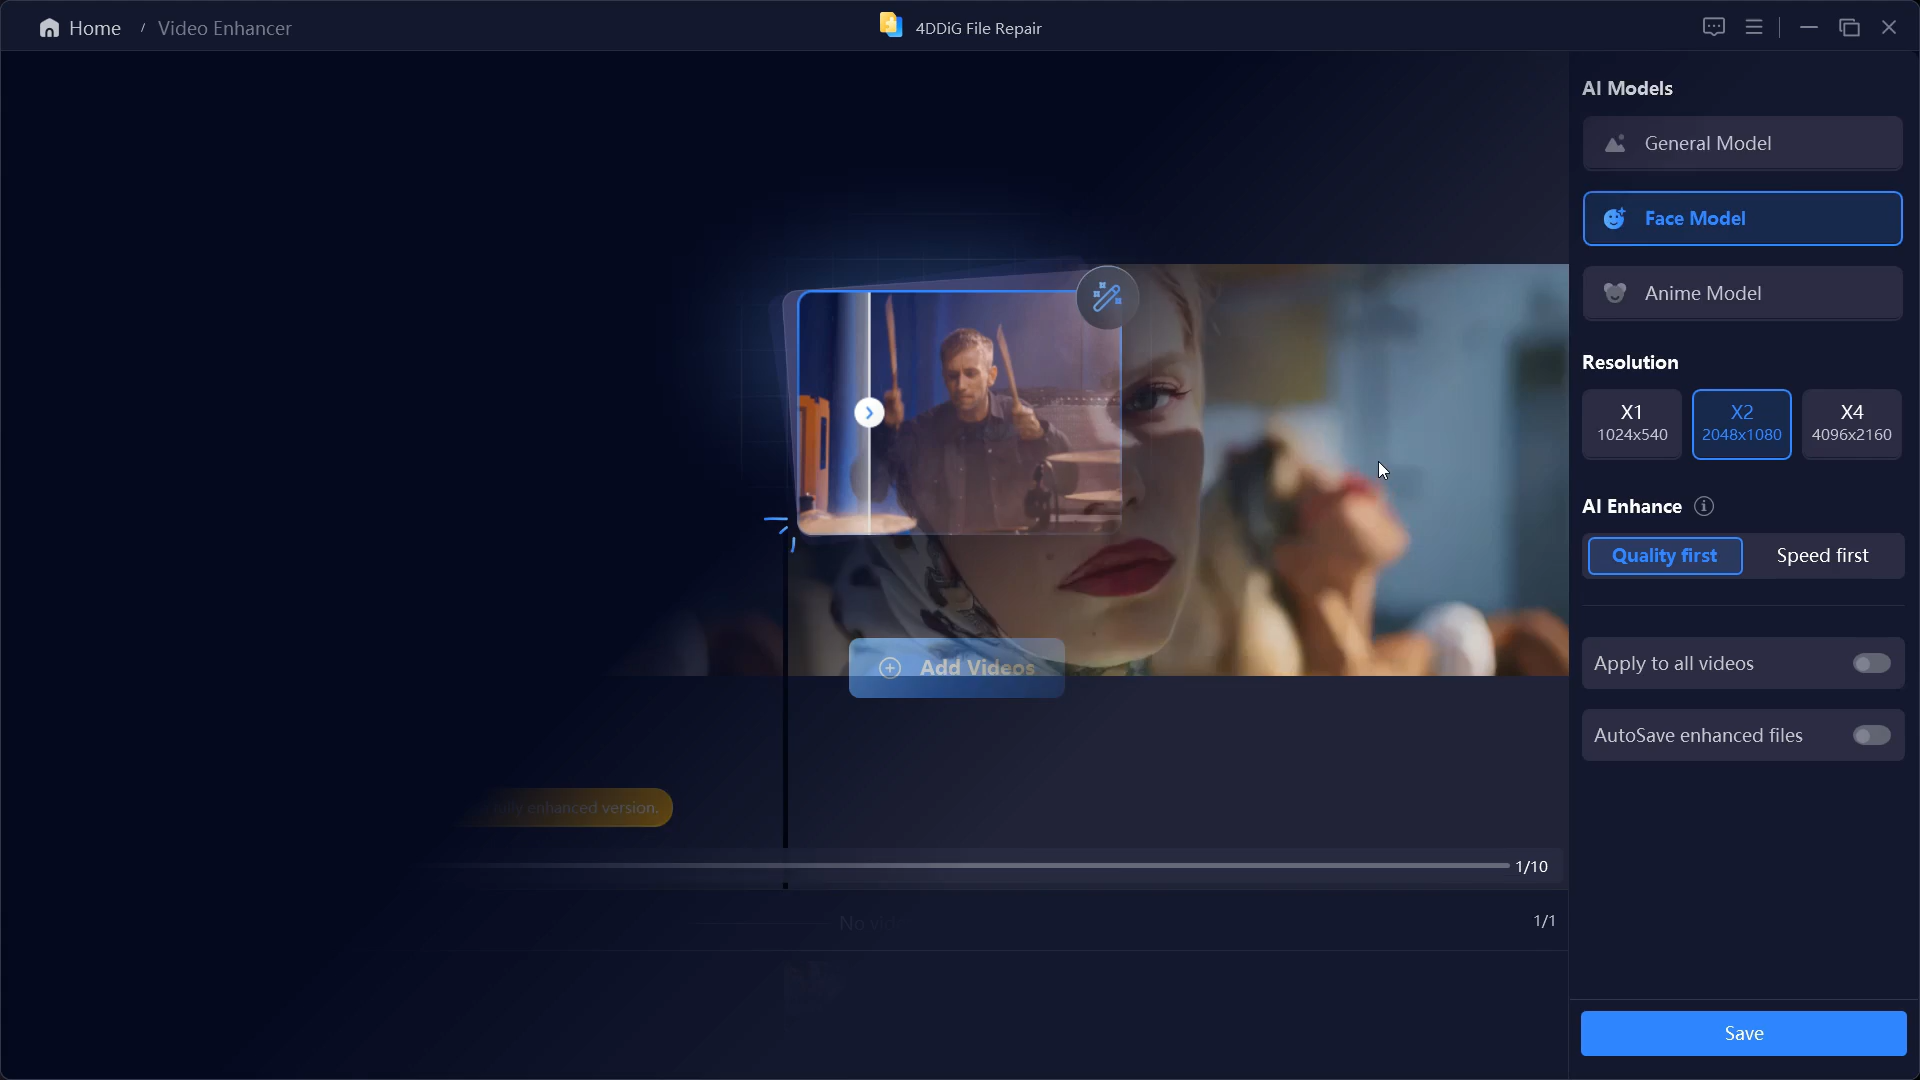 Home / Video Enhancer
4DDiG File Repair
AI Models
General Model
Face Model
Anime Model
Resolution
X1
1024x540
X2
2048x1080
X4
4096x2160
AI Enhance
Quality first
Speed first
Add Videos
Apply to all videos
AutoSave enhanced files
enhanced version.
1/10
No
1/1
Save